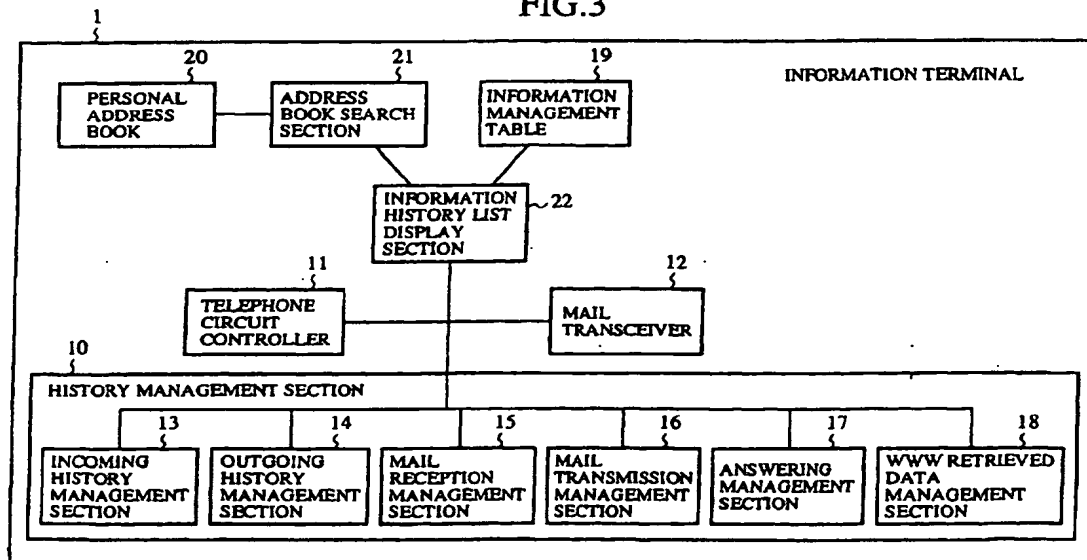 FIG.3
1
20
21
19
INFORMATION TERMINAL
PERSONAL
ADDRESS
BOOK
ADDRESS
BOOK SEARCH
SECTION
INFORMATION
MANAGEMENT
TABLE
INFORMATION
HISTORY LIST
DISPLAY
SECTION
22
11
12
TELEPHONE
CIRCUIT
CONTROLLER
MAIL
TRANSCEIVER
10
HISTORY MANAGEMENT SECTION
13
14
15
16
17
18
INCOMING
HISTORY
MANAGEMENT
SECTION
OUTGOING
HISTORY
MANAGEMENT
SECTION
MAIL
RECEPTION
MANAGEMENT
SECTION
MAIL
TRANSMISSION
MANAGEMENT
SECTION
ANSWERING
MANAGEMENT
SECTION
WWW RETRIEVED
DATA
MANAGEMENT
SECTION